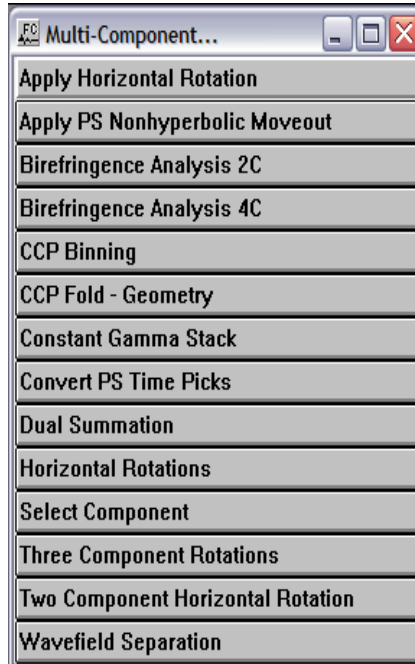 FC
Multi-Component...
Apply Horizontal Rotation
Apply PS Nonhyperbolic Moveout
Birefringence Analysis 2C
Birefringence Analysis 4C
CCP Binning
CCP Fold - Geometry
Constant Gamma Stack
Convert PS Time Picks
Dual Summation
Horizontal Rotations
Select Component
Three Component Rotations
Two Component Horizontal Rotation
Wavefield Separation